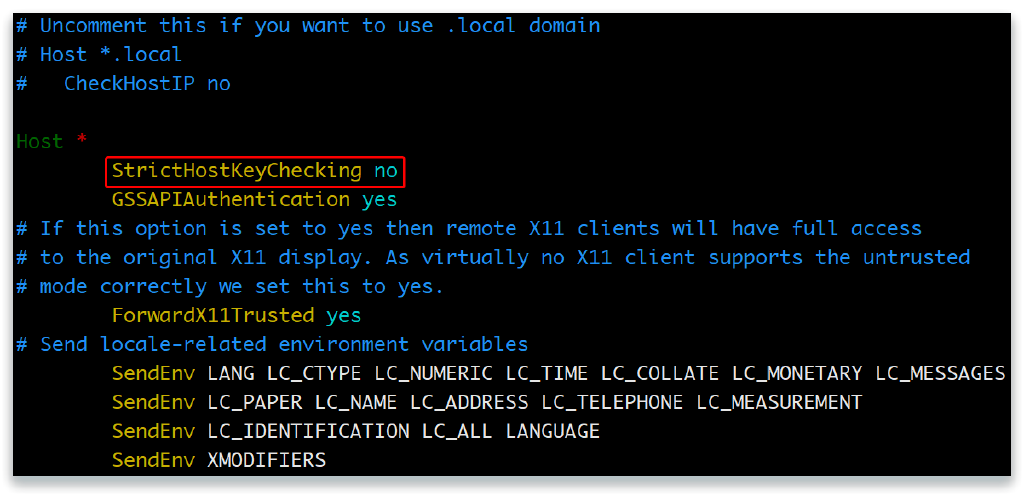 # Uncomment this if you want to use .local domain
# Host *.local
#   CheckHostIP no
Host *
StrictHostKeyChecking no
GSSAPIAuthentication yes
# If this option is set to yes then remote X11 clients will have full access
# to the original X11 display. As virtually no X11 client supports the untrusted
# mode correctly we set this to yes.
ForwardX11Trusted yes
# Send locale-related environment variables
SendEnv LANG LC_CTYPE LC_NUMERIC LC_TIME LC_COLLATE LC_MONETARY LC_MESSAGES
SendEnv LC_PAPER LC_NAME LC_ADDRESS LC_TELEPHONE LC_MEASUREMENT
SendEnv LC_IDENTIFICATION LC_ALL LANGUAGE
SendEnv XMODIFIERS